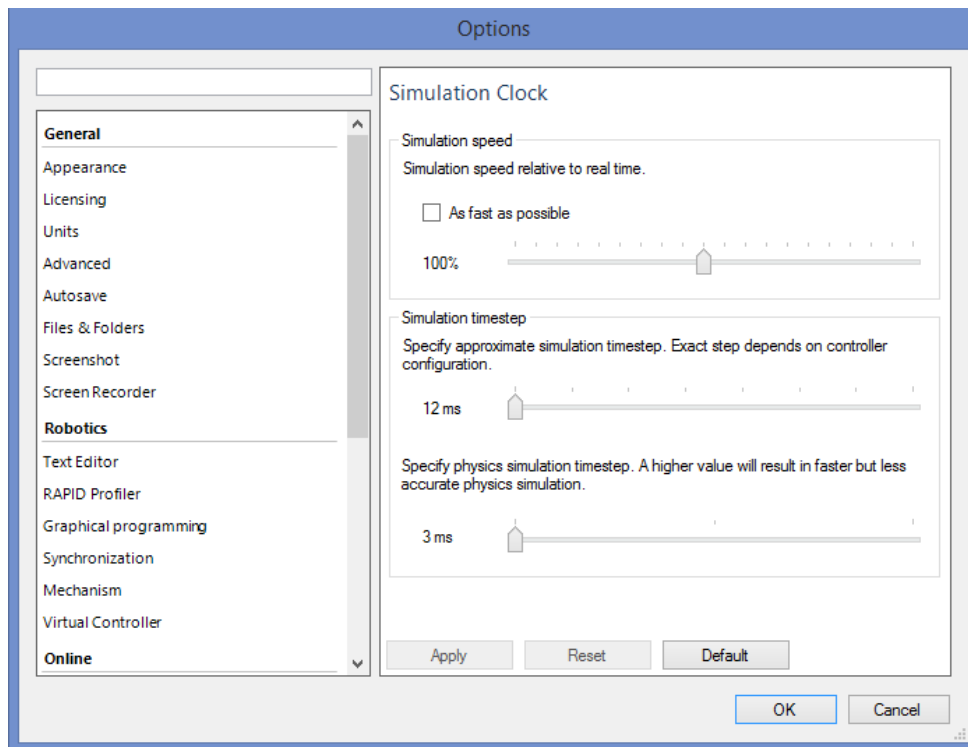 Options
General
Appearance
Licensing
Units
Advanced
Autosave
Files & Folders
Screenshot
Screen Recorder
Robotics
Text Editor
RAPID Profiler
Graphical programming
Synchronization
Mechanism
Virtual Controller
Online
Simulation Clock
Simulation speed
Simulation speed relative to real time.
As fast as possible
100%
Simulation timestep
Specify approximate simulation timestep. Exact step depends on controller
configuration.
12 ms
Specify physics simulation timestep. A higher value will result in faster but less
accurate physics simulation.
3 ms
Apply
Reset
Default
OK
Cancel